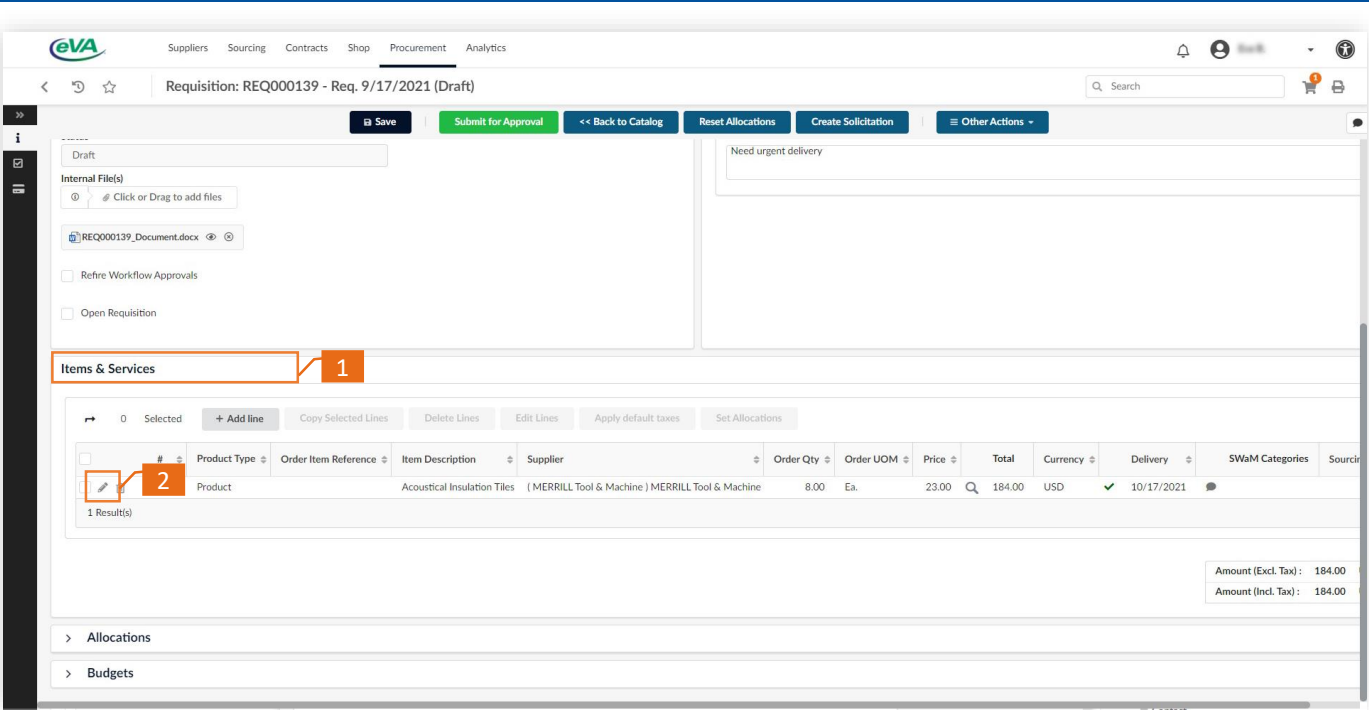 eVA Suppliers Sourcing Contracts Shop Procurement Analytics
Requisition: REQ000139 - Req. 9/17/2021 (Draft) Search 1
Save Submit for Approval << Back to Catalog Reset Allocations Create Solicitation Other Actions
Draft
Need urgent delivery
Internal File(s)
Click or Drag to add files
REQ000139_Document.docx
Refire Workflow Approvals
Open Requisition
Items & Services 1
0 Selected + Add line Copy Selected Lines Delete Lines Edit Lines Apply default taxes Set Allocations
# Product Type Order Item Reference Item Description Supplier Order Qty Order UOM Price Total Currency Delivery SWaM Categories Sourcin
2 Product Acoustical Insulation Tiles ( MERRILL Tool & Machine ) MERRILL Tool & Machine 8.00 Ea. 23.00 184.00 USD 10/17/2021
1 Result(s)
Amount (Excl. Tax) : 184.00
Amount (Incl. Tax) : 184.00
> Allocations
> Budgets